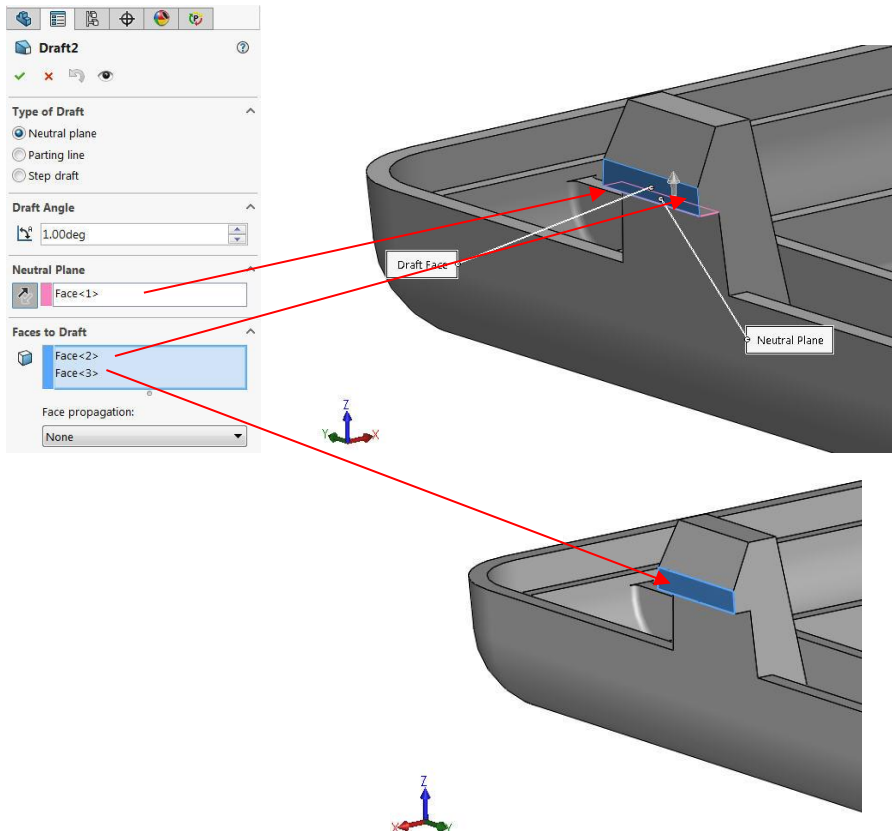 Draft2
Type of Draft
Neutral plane
Parting line
Step draft
Draft Angle
1.00deg
Neutral Plane
Face<1>
Faces to Draft
Face<2>
Face<3>
Face propagation:
None
Draft Face
Neutral Plane
Z
Y
X
Z
X
Y